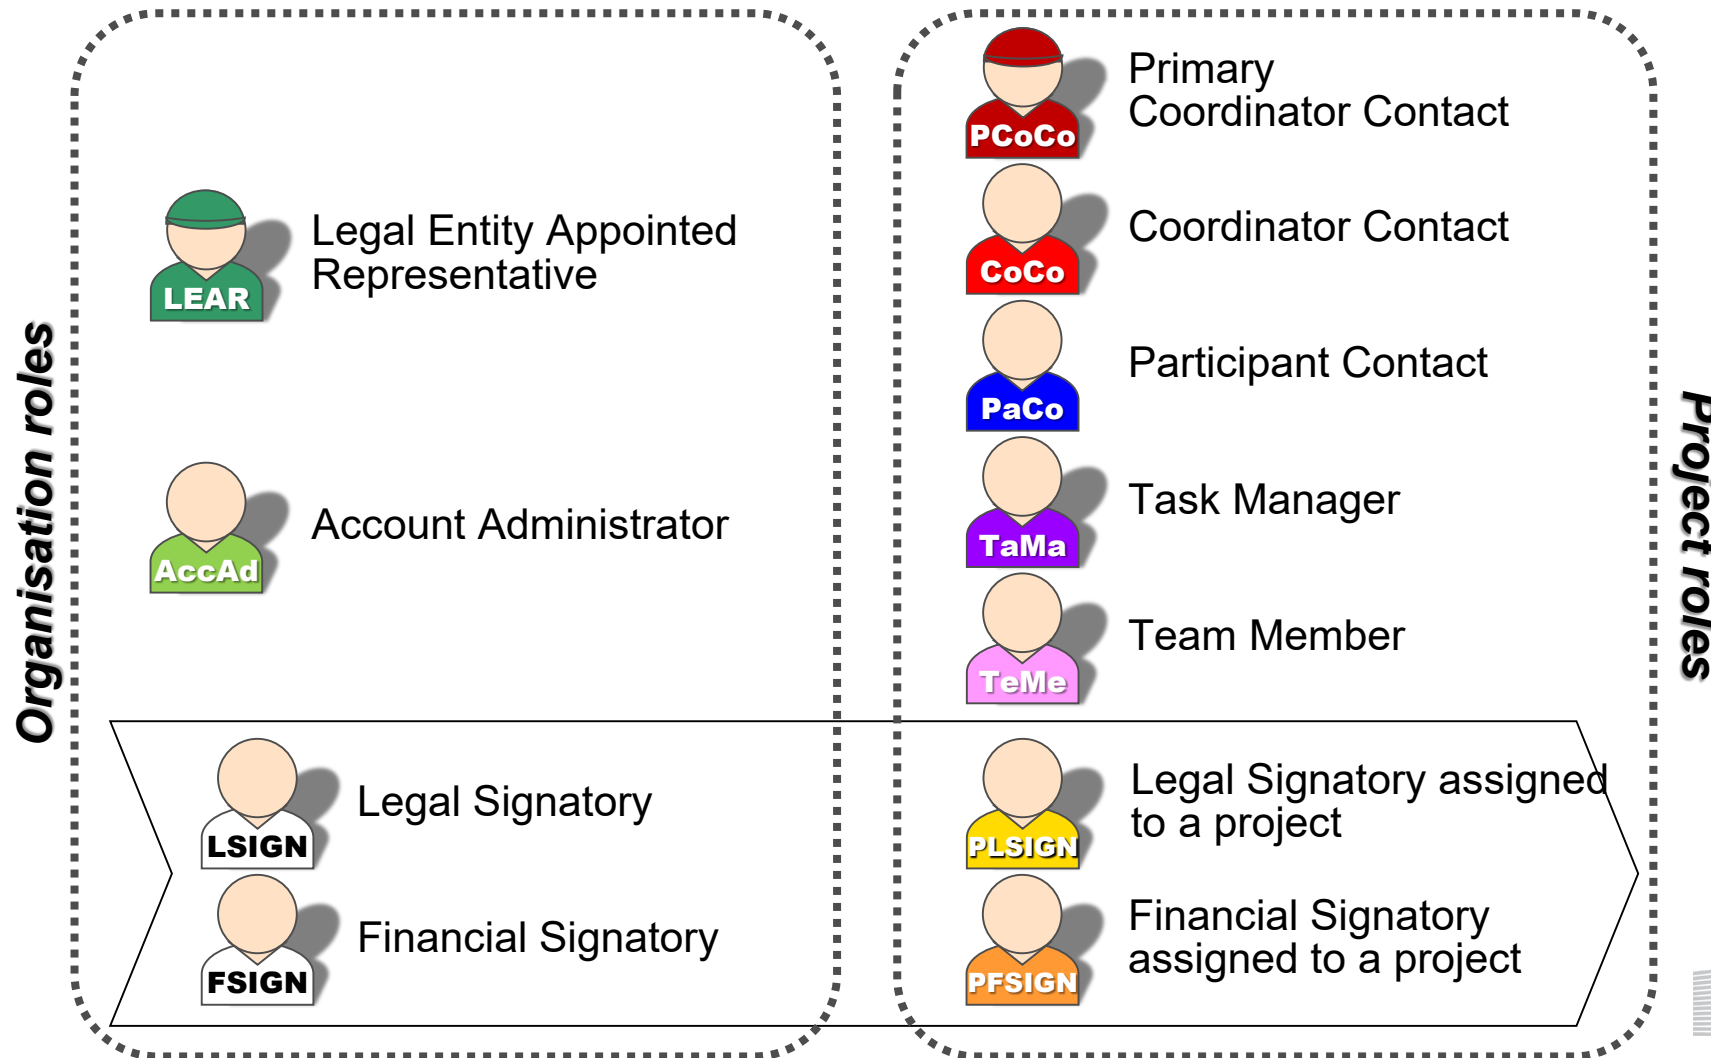 Organisation roles
LEAR
Legal Entity Appointed
Representative
AccAd
Account Administrator
LSIGN
Legal Signatory
FSIGN
Financial Signatory
PCoCo
Primary
Coordinator Contact
CoCo
Coordinator Contact
PaCo
Participant Contact
TaMa
Task Manager
TeMe
Team Member
PLSIGN
Legal Signatory assigned
to a project
PFSIGN
Financial Signatory
assigned to a project
Project roles